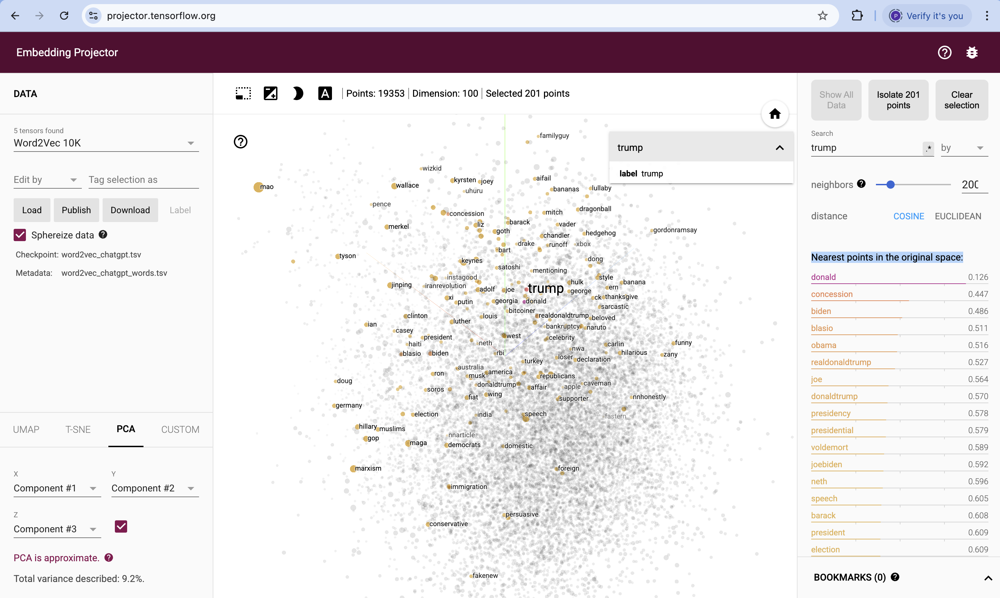 projector.tensorflow.org
P
Verify it's you
Embedding Projector
DATA
5 tensors found
Word2Vec 10K
Edit by
Tag selection as
Load
Publish
Download
Label
Sphereize data
Checkpoint: word2vec_chatgpt.tsv
Metadata: word2vec_chatgpt_words.tsv
UMAP
T-SNE
PCA
CUSTOM
X
Component #1
Y
Component #2
Z
Component #3
PCA is approximate.
Total variance described: 9.2%.
A
Points: 19353
Dimension: 100
Selected 201 points
trump
label trump
familyguy
wizkid
kyrsten
joey
aifail
mao
wallace
uhuru
bananas
lullaby
pence
concession
mitch
dragonball
merkel
liz
barack
vader
goth
chandler
hedgehog
gordonramsay
drake
runoff
xbox
bart
tyson
keynes
satoshi
dong
mentioning
instagood
style
jinping
iranrevolution
adolf
joe
trump
hulk
george
ern
banana
xi
putin
georgia
donald
ck
thanksgive
sarcastic
bitcoiner
clinton
louis
realdonaldtrump
beloved
luther
ian
casey
bankruptcy
naruto
president
west
celebrity
haiti
neth
carlin
funny
nwa
blasio
biden
rbi
hilarious
zany
loser
declaration
turkey
australia
america
ron
musk
republicans
doug
donaldtrump
caveman
soros
affair
apple
wing
fiat
supporter
nnhonestly
germany
election
india
speech
fastern
hillary
muslims
gop
nnarticle
maga
democrats
domestic
marxism
foreign
immigration
persuasive
conservative
fakenew
Show All Data
Isolate 201 points
Clear selection
Search
trump
.*
by
neighbors
200
distance
COSINE
EUCLIDEAN
Nearest points in the original space:
donald 0.126
concession 0.447
biden 0.486
blasio 0.511
obama 0.516
realdonaldtrump 0.527
joe 0.564
donaldtrump 0.570
presidency 0.578
presidential 0.579
voldemort 0.589
joebiden 0.592
neth 0.596
speech 0.605
barack 0.608
president 0.609
election 0.609
BOOKMARKS (0)